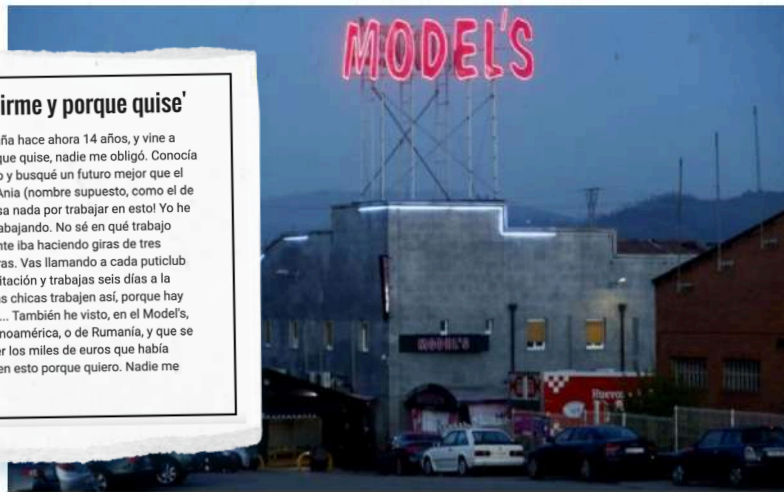 MODEL'S
irme y porque quise'
ña hace ahora 14 años, y vine a
que quise, nadie me obligó. Conocía
o y busqué un futuro mejor que el
Ania (nombre supuesto, como el de
sa nada por trabajar en esto! Yo he
abajando. No sé en qué trabajo
nte iba haciendo giras de tres
ras. Vas llamando a cada puticlub
itación y trabajas seis días a la
as chicas trabajen así, porque hay
... También he visto, en el Model's,
noamérica, o de Rumanía, y que se
er los miles de euros que había
en esto porque quiero. Nadie me
MODEL'S